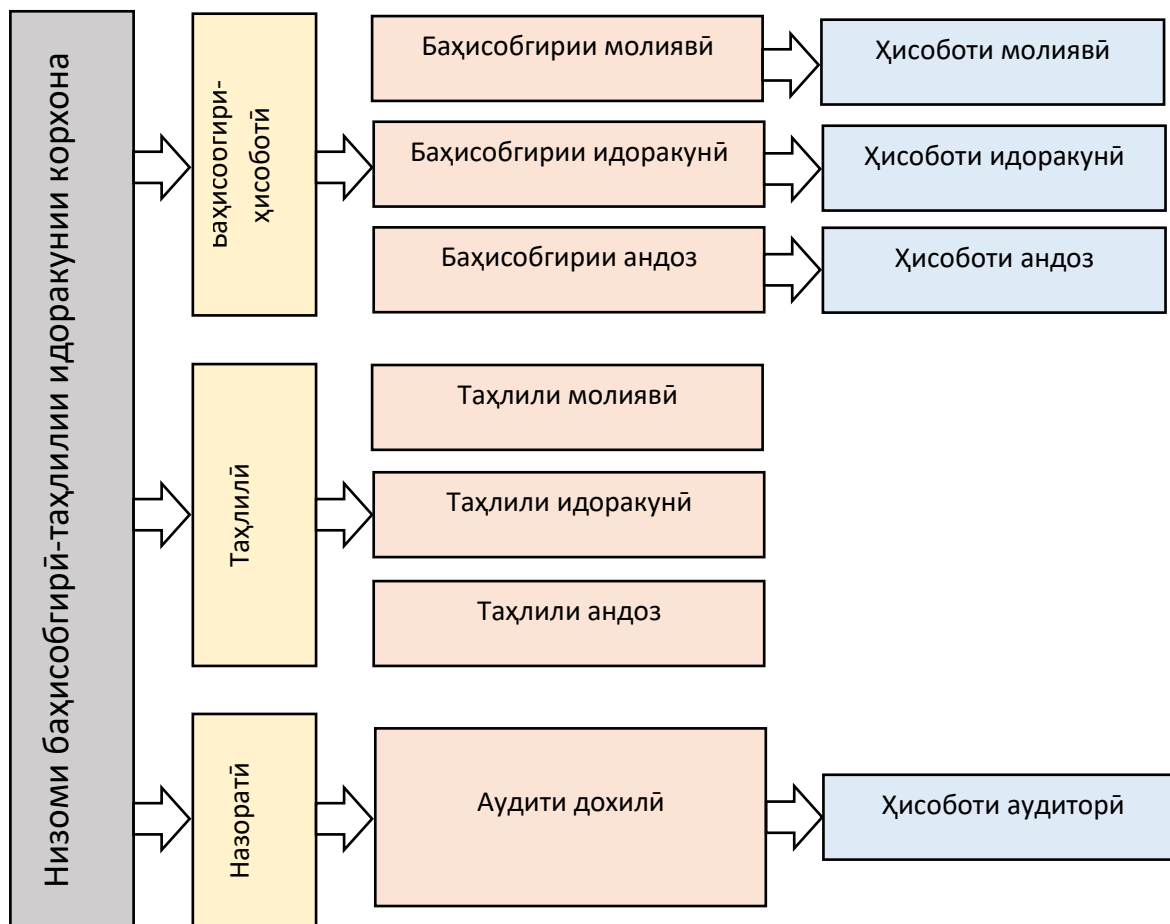 Низоми баҳисобгирӣ-таҳлилии идоракунии корхона
Баҳисобгири-
ҳисоботӣ
Баҳисобгирии молиявӣ
Ҳисоботи молиявӣ
Баҳисобгирии идоракунӣ
Ҳисоботи идоракунӣ
Баҳисобгирии андоз
Ҳисоботи андоз
Таҳлилӣ
Таҳлили молиявӣ
Таҳлили идоракунӣ
Таҳлили андоз
Назоратӣ
Аудити дохилӣ
Ҳисоботи аудиторӣ